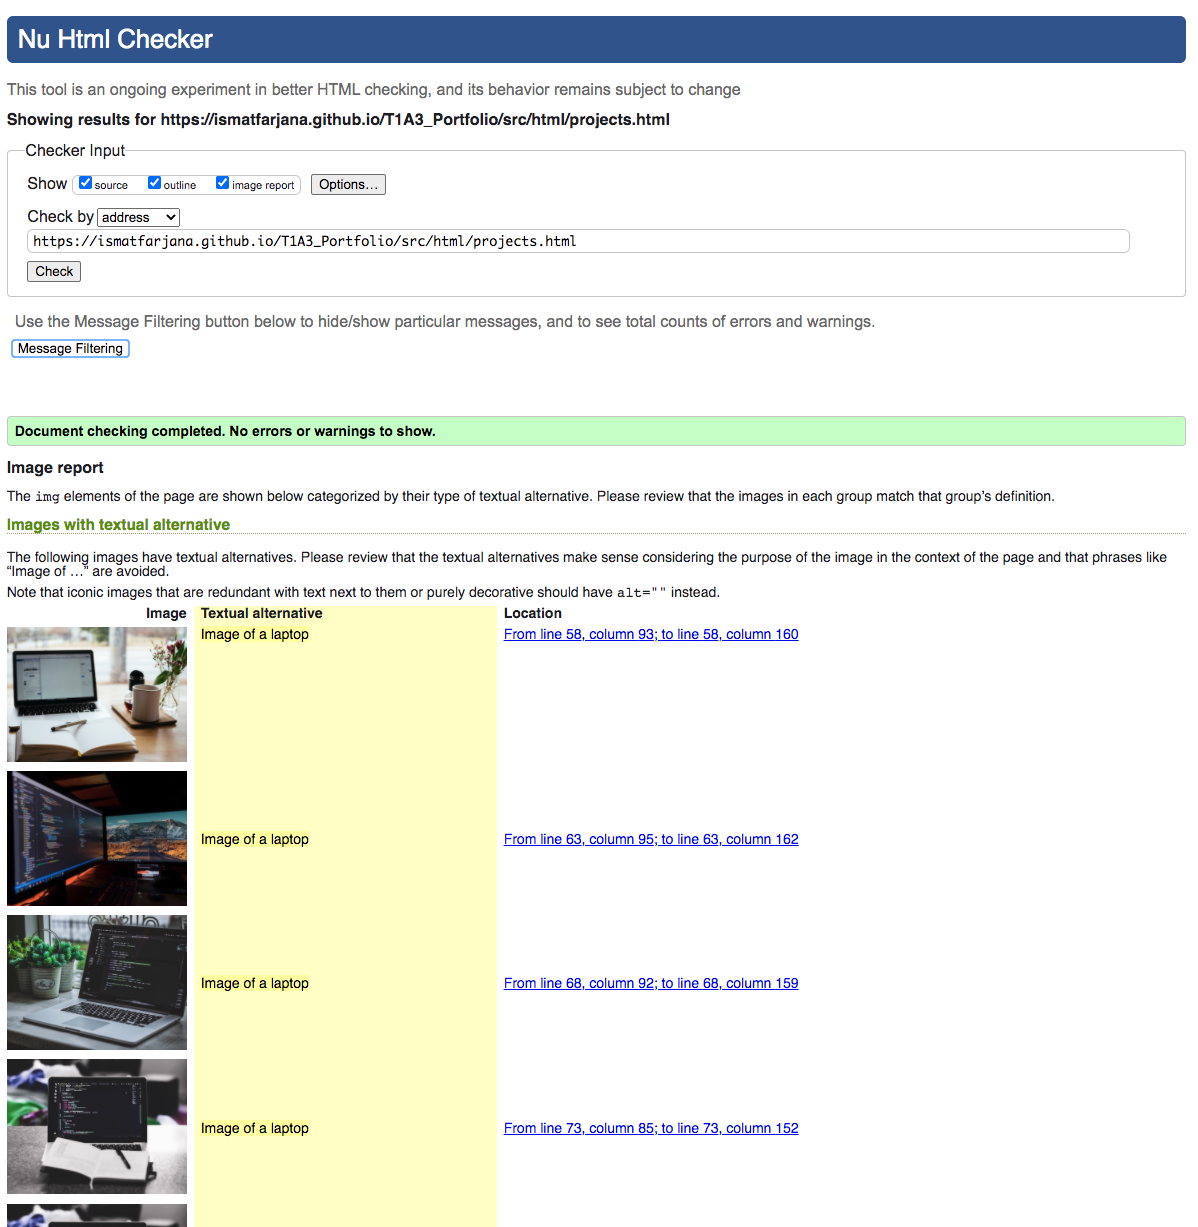 Nu Html Checker
This tool is an ongoing experiment in better HTML checking, and its behavior remains subject to change
Showing results for https://ismatfarjana.github.io/T1A3_Portfolio/src/html/projects.html
Checker Input
Show source outline image report Options...
Check by address
https://ismatfarjana.github.io/T1A3_Portfolio/src/html/projects.html
Check
Use the Message Filtering button below to hide/show particular messages, and to see total counts of errors and warnings.
Message Filtering
Document checking completed. No errors or warnings to show.
Image report
The img elements of the page are shown below categorized by their type of textual alternative. Please review that the images in each group match that group’s definition.
Images with textual alternative
The following images have textual alternatives. Please review that the textual alternatives make sense considering the purpose of the image in the context of the page and that phrases like
“Image of …” are avoided.
Note that iconic images that are redundant with text next to them or purely decorative should have alt="" instead.
Image Textual alternative Location
Image of a laptop From line 58, column 93; to line 58, column 160
Image of a laptop From line 63, column 95; to line 63, column 162
Image of a laptop From line 68, column 92; to line 68, column 159
Image of a laptop From line 73, column 85; to line 73, column 152